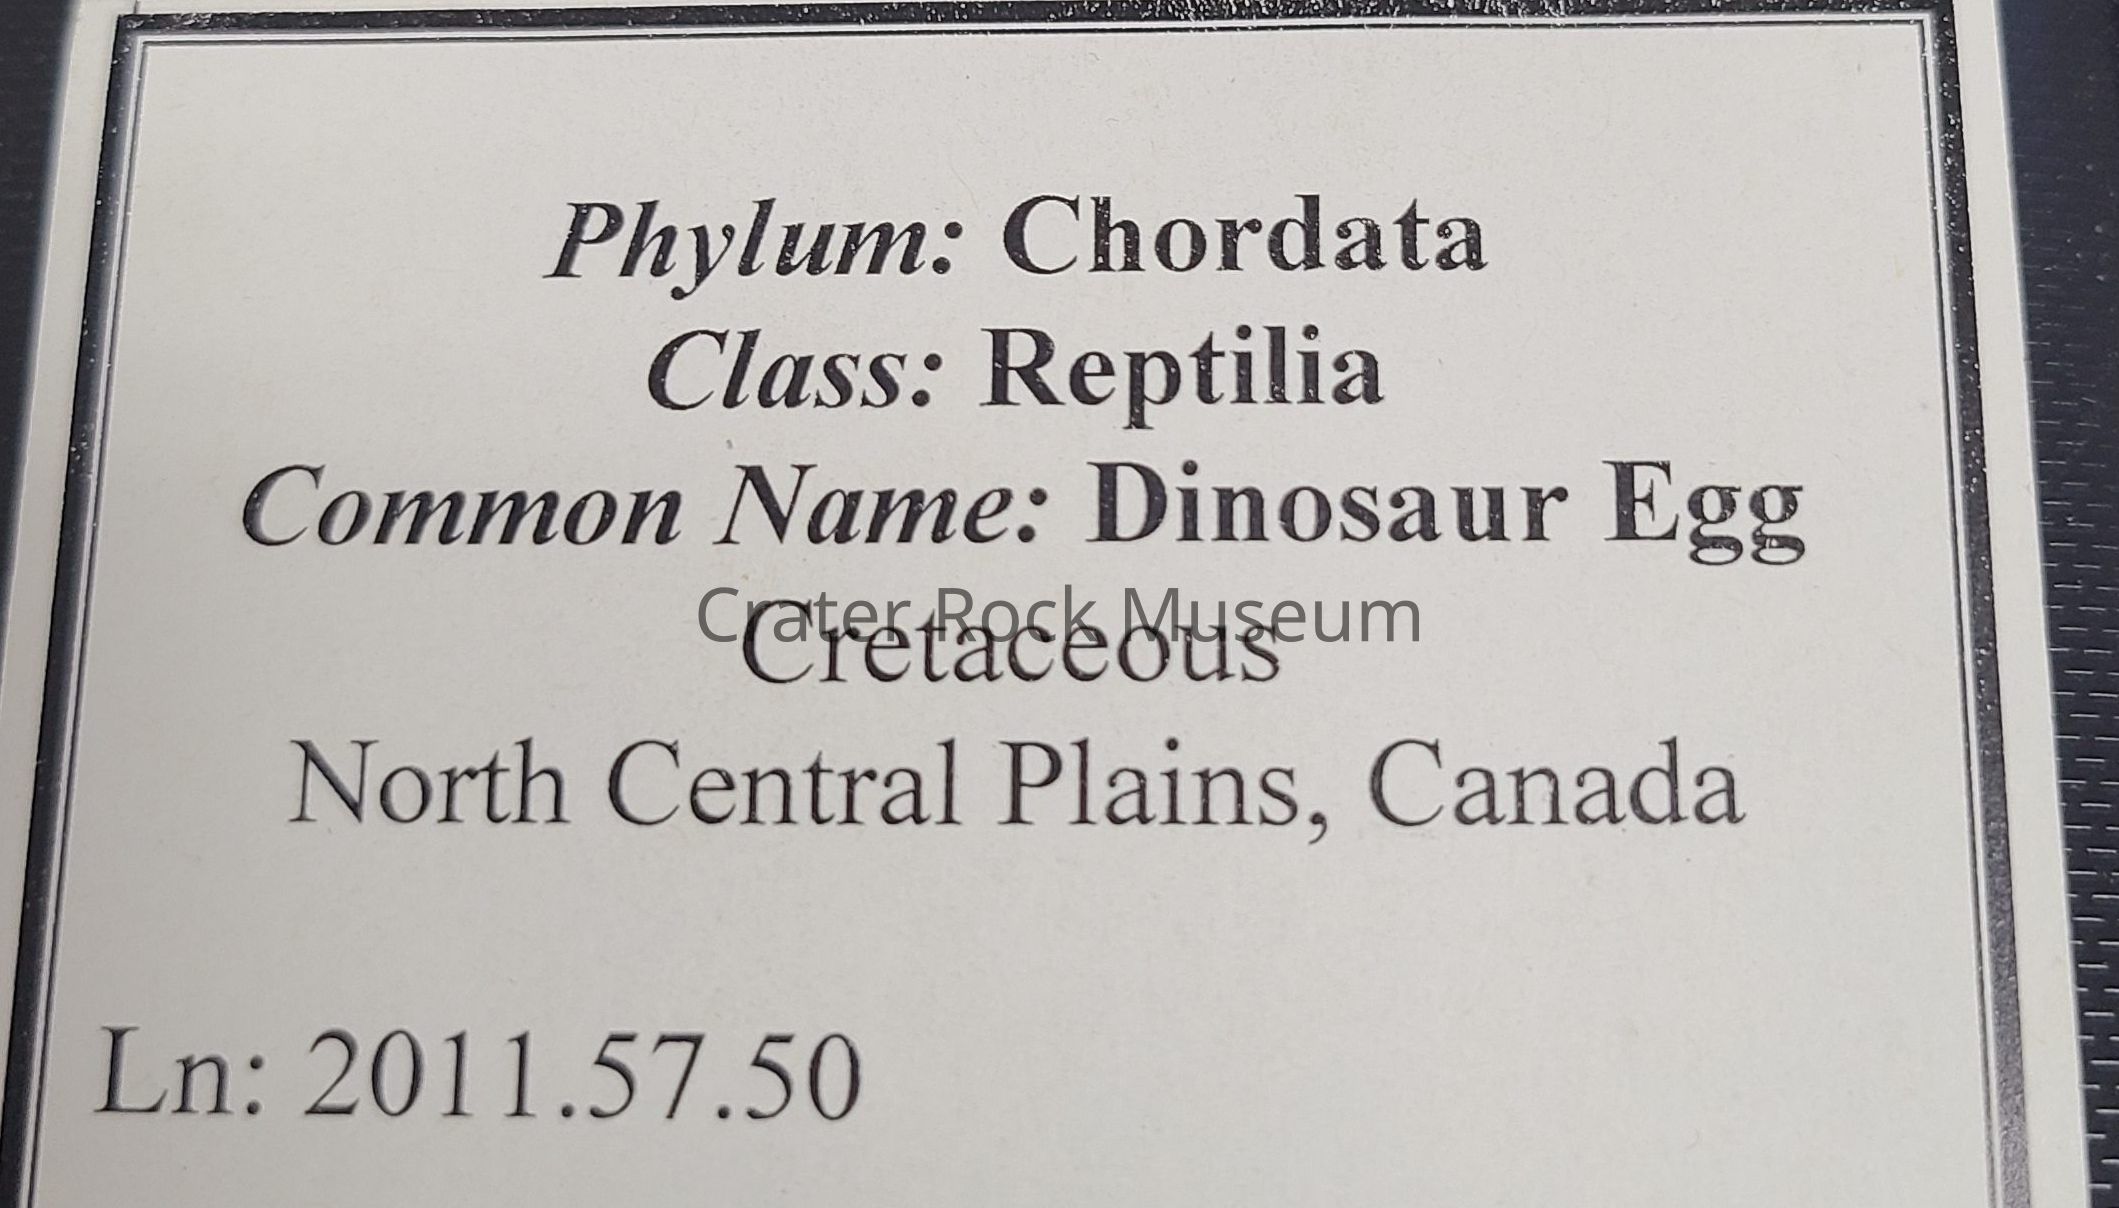 Phylum: Chordata
Class: Reptilia
Common Name: Dinosaur Egg
Crater Rock Museum
Cretaceous
North Central Plains, Canada
Ln: 2011.57.50